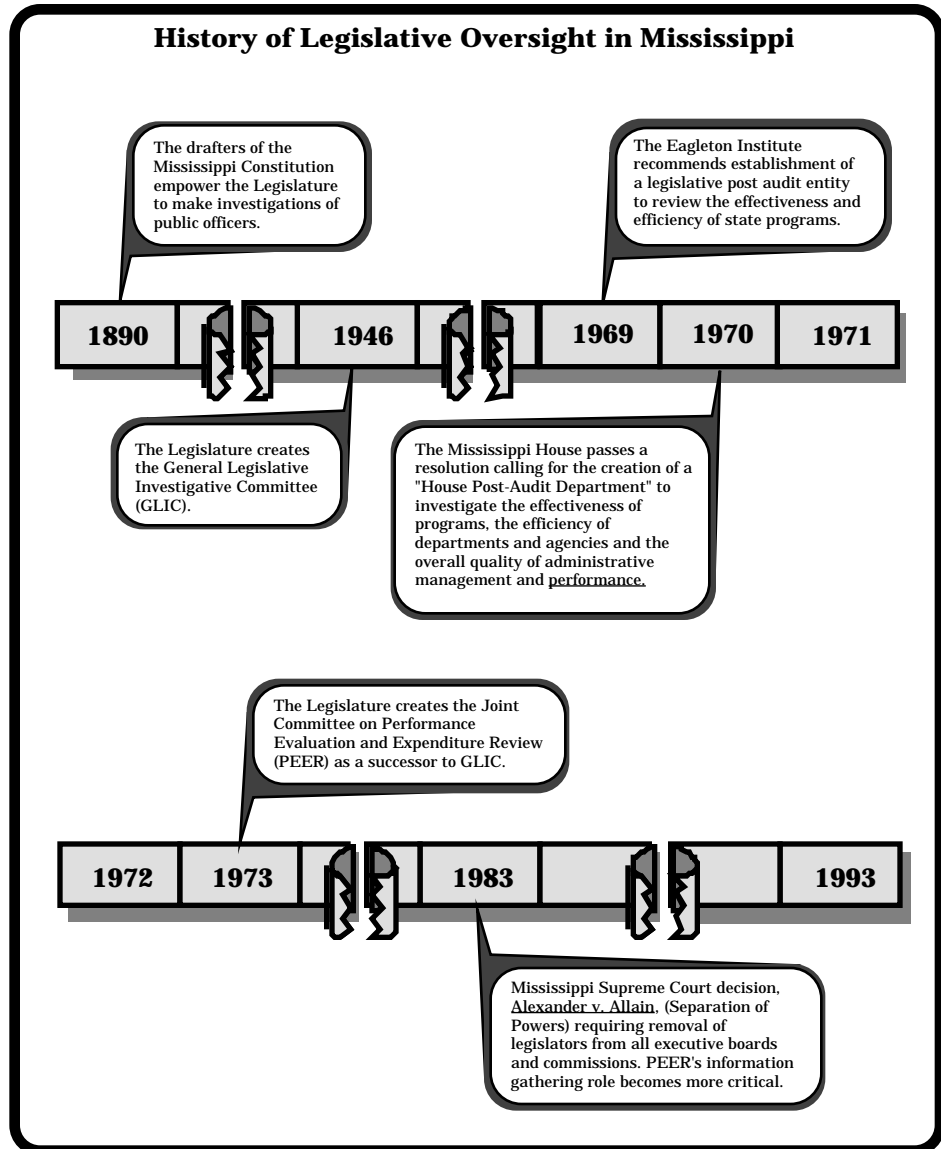 History of Legislative Oversight in Mississippi
The drafters of the
Mississippi Constitution
empower the Legislature
to make investigations of
public officers.
The Eagleton Institute
recommends establishment of
a legislative post audit entity
to review the effectiveness and
efficiency of state programs.
1890 1946 1969 1970 1971
The Legislature creates
the General Legislative
Investigative Committee
(GLIC).
The Mississippi House passes a
resolution calling for the creation of a
"House Post-Audit Department" to
investigate the effectiveness of
programs, the efficiency of
departments and agencies and the
overall quality of administrative
management and performance.
The Legislature creates the Joint
Committee on Performance
Evaluation and Expenditure Review
(PEER) as a successor to GLIC.
1972 1973 1983 1993
Mississippi Supreme Court decision,
Alexander v. Allain, (Separation of
Powers) requiring removal of
legislators from all executive boards
and commissions. PEER's information
gathering role becomes more critical.